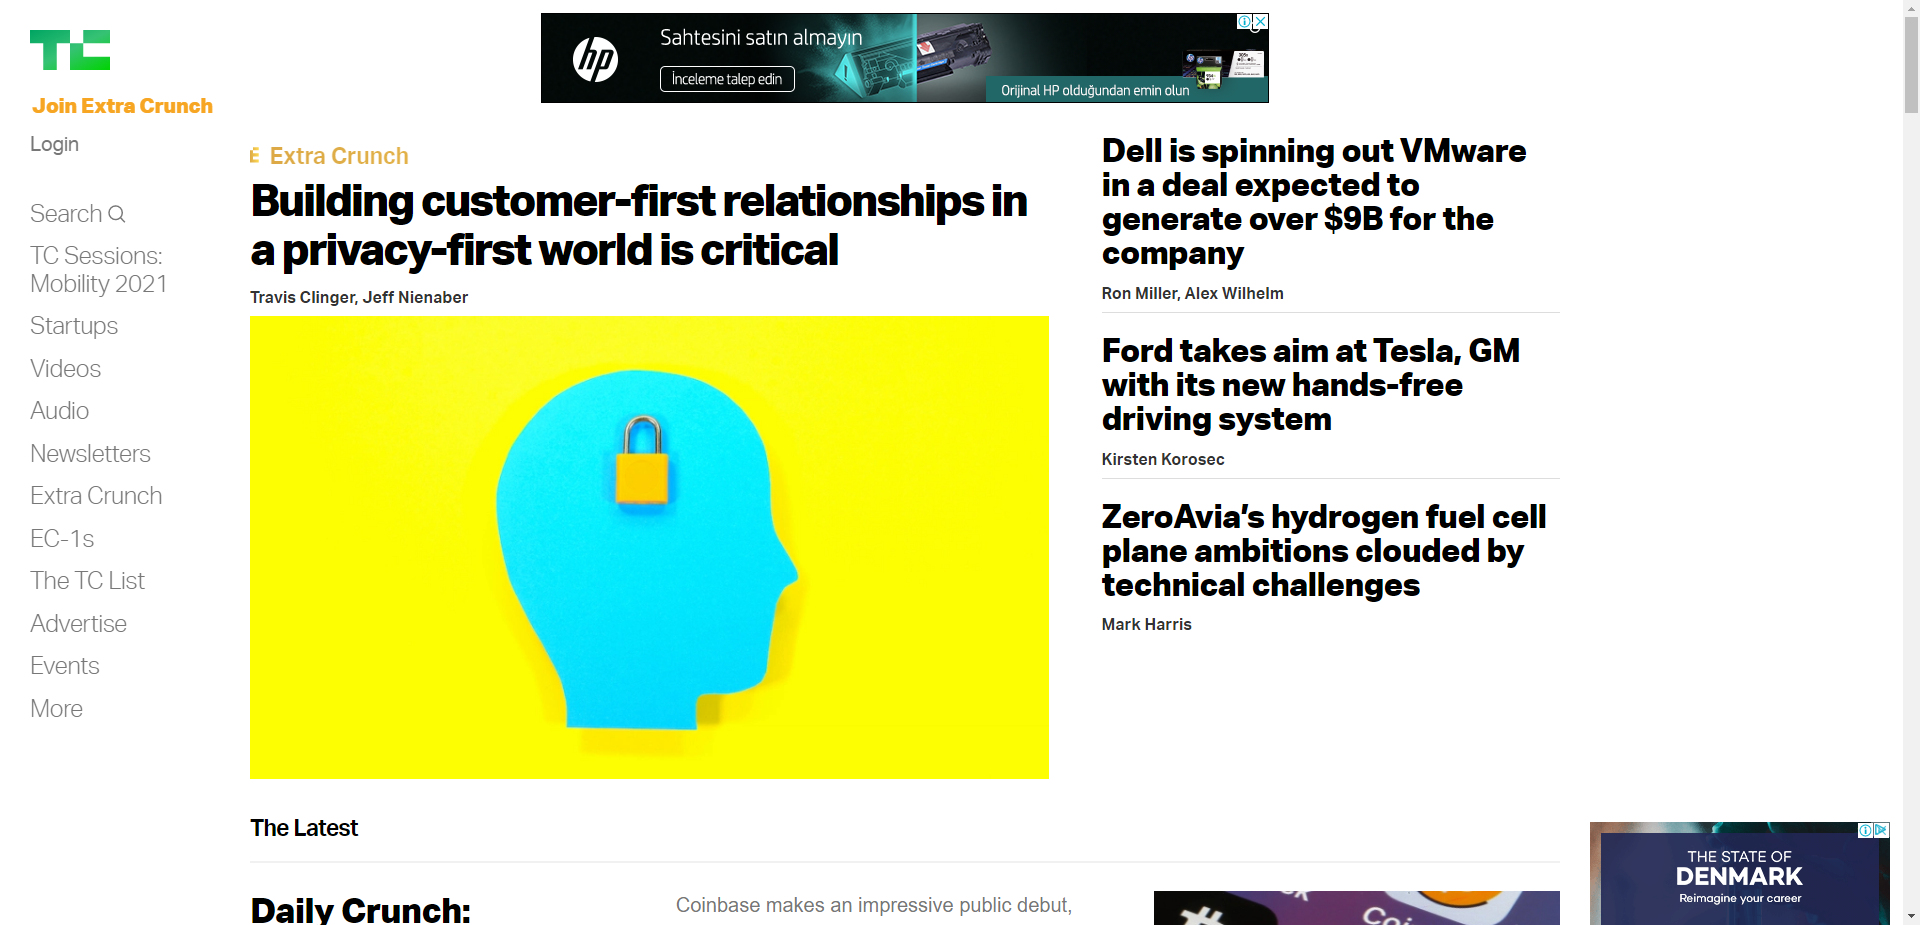 TC
Join Extra Crunch
Login
Search
TC Sessions:
Mobility 2021
Startups
Videos
Audio
Newsletters
Extra Crunch
EC-1s
The TC List
Advertise
Events
More
hp
Sahtesini satın almayın
İnceleme talep edin
Orijinal HP olduğundan emin olun
Extra Crunch
Building customer-first relationships in
a privacy-first world is critical
Travis Clinger, Jeff Nienaber
Dell is spinning out VMware
in a deal expected to
generate over $9B for the
company
Ron Miller, Alex Wilhelm
Ford takes aim at Tesla, GM
with its new hands-free
driving system
Kirsten Korosec
ZeroAvia’s hydrogen fuel cell
plane ambitions clouded by
technical challenges
Mark Harris
The Latest
Daily Crunch:
Coinbase makes an impressive public debut,
THE STATE OF
DENMARK
Reimagine your career